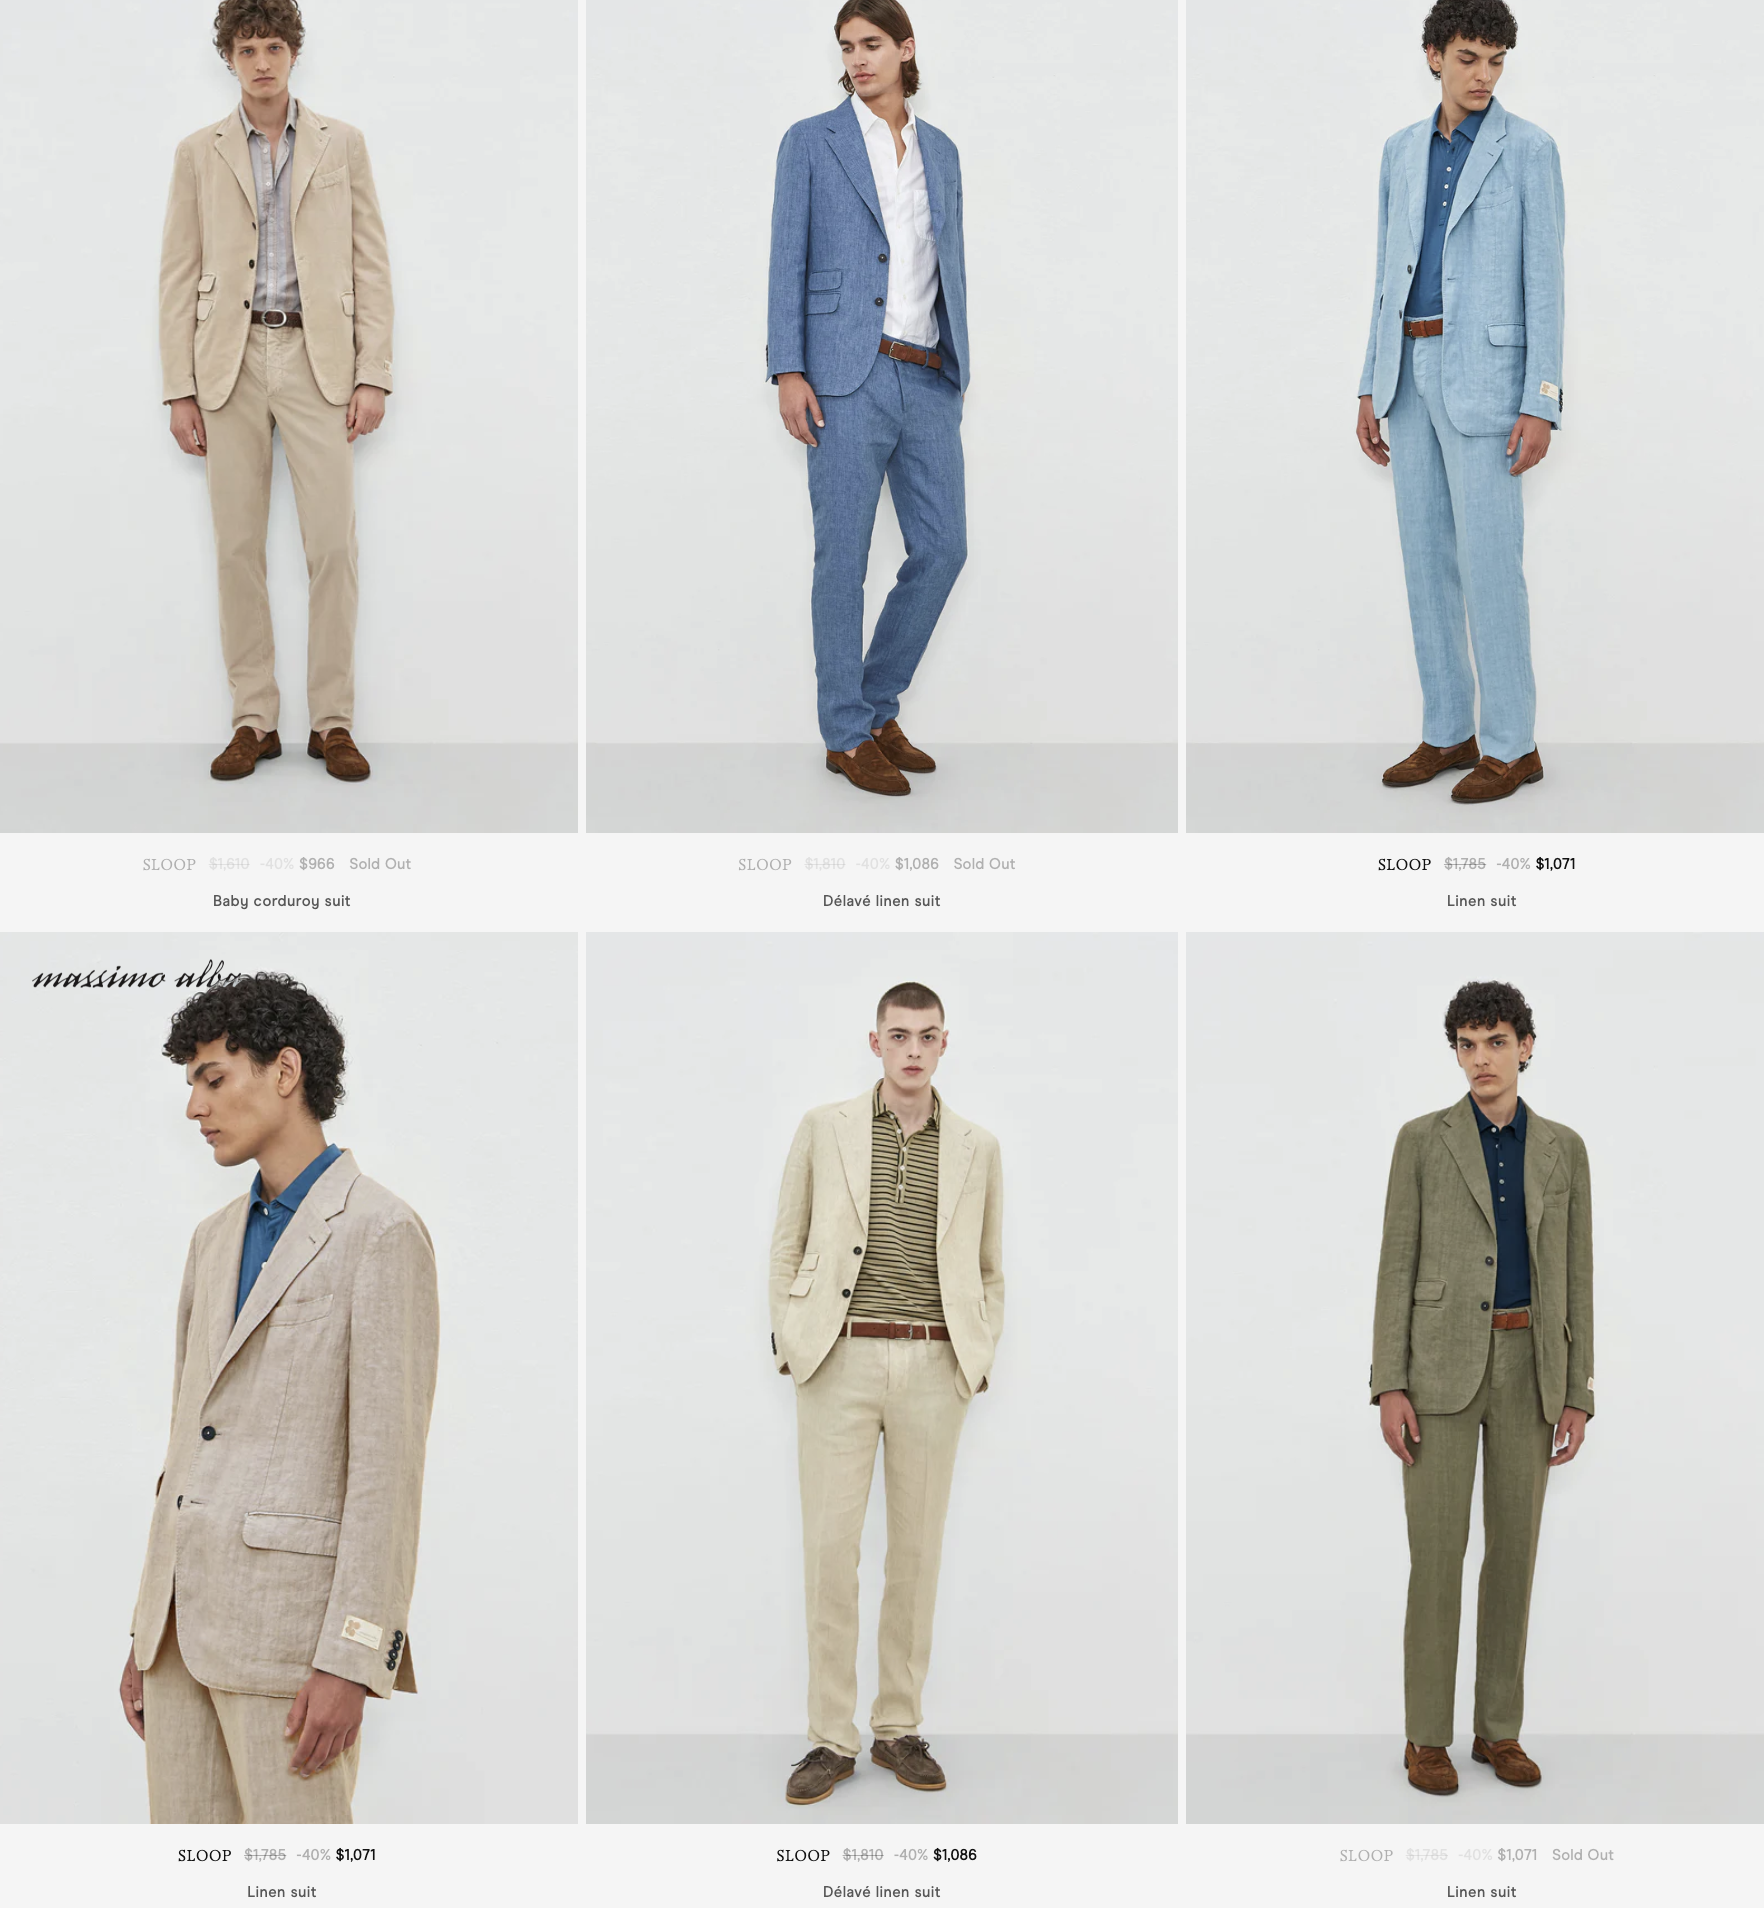 SLOOP $1,610 -40% $966 Sold Out
Baby corduroy suit
SLOOP $1,810 -40% $1,086 Sold Out
Délavé linen suit
SLOOP $1,785 -40% $1,071
Linen suit
massimo alba
SLOOP $1,785 -40% $1,071
Linen suit
SLOOP $1,810 -40% $1,086
Délavé linen suit
SLOOP $1,785 -40% $1,071 Sold Out
Linen suit